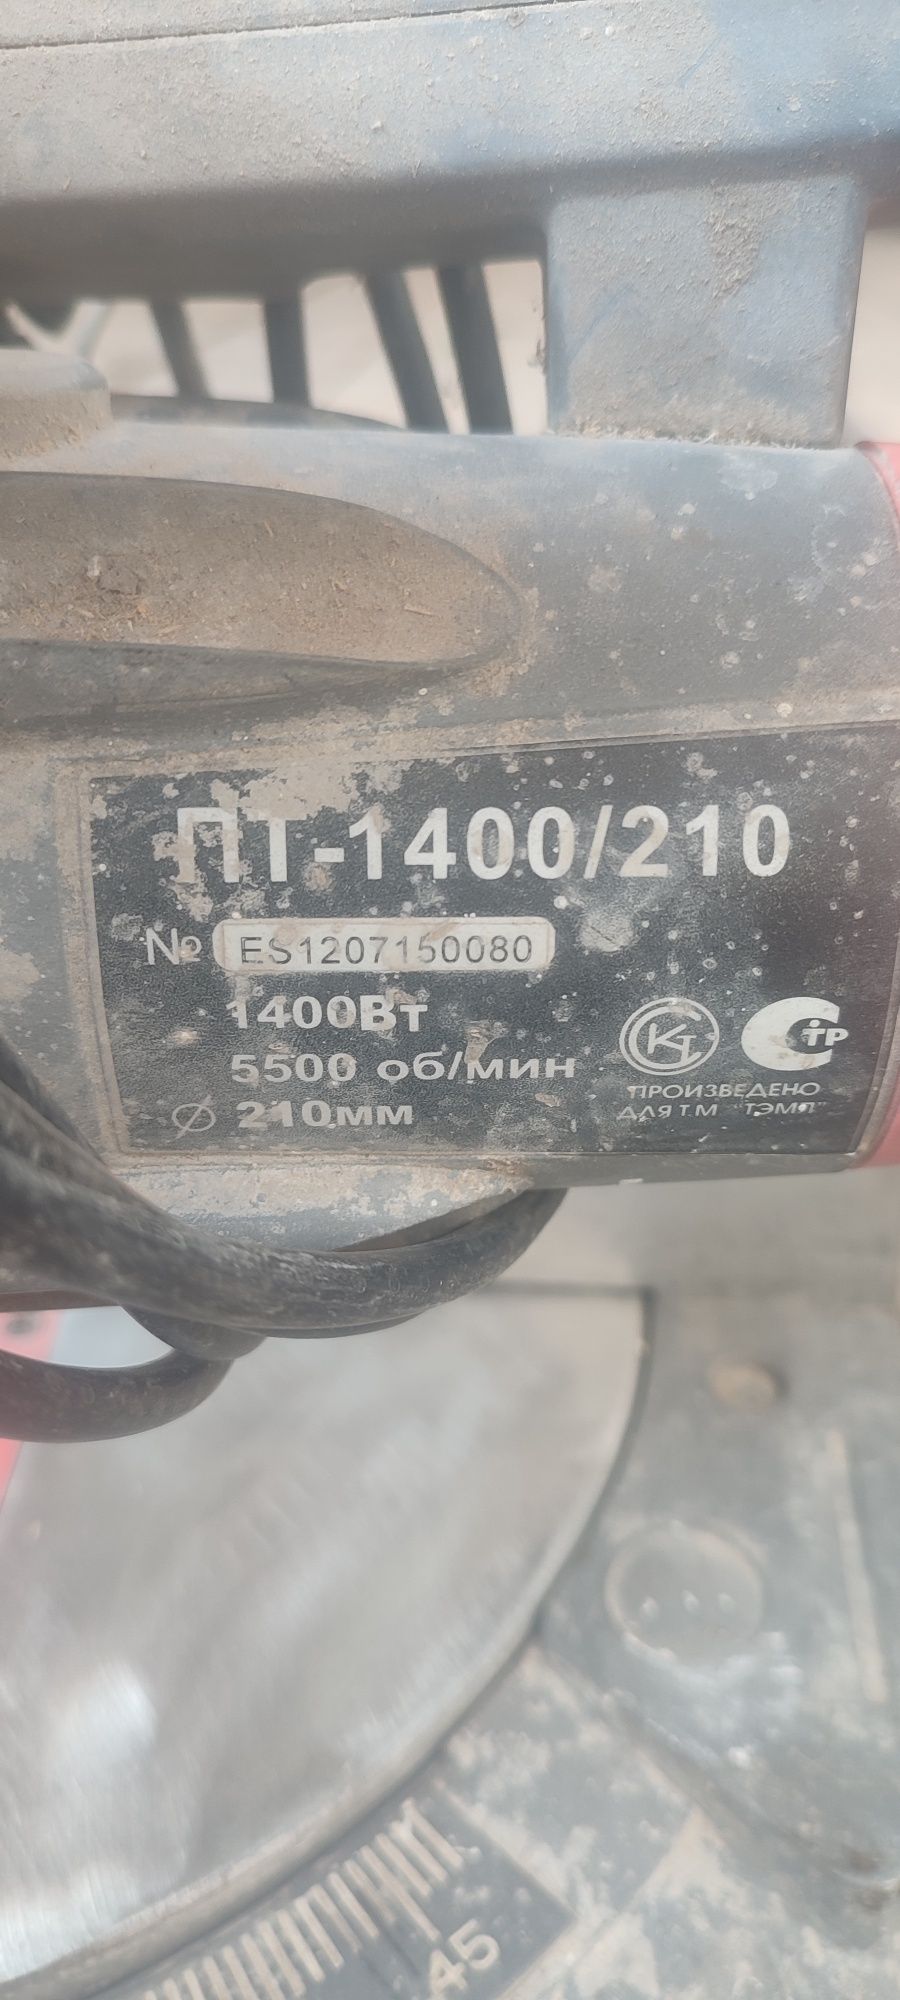 ПТ-1400/210
№ ES1207150080
1400Вт
5500 об/мин
⌀ 210мм
ПРОИЗВЕДЕНО
ДЛЯ Т.М "ТЭМП"
45